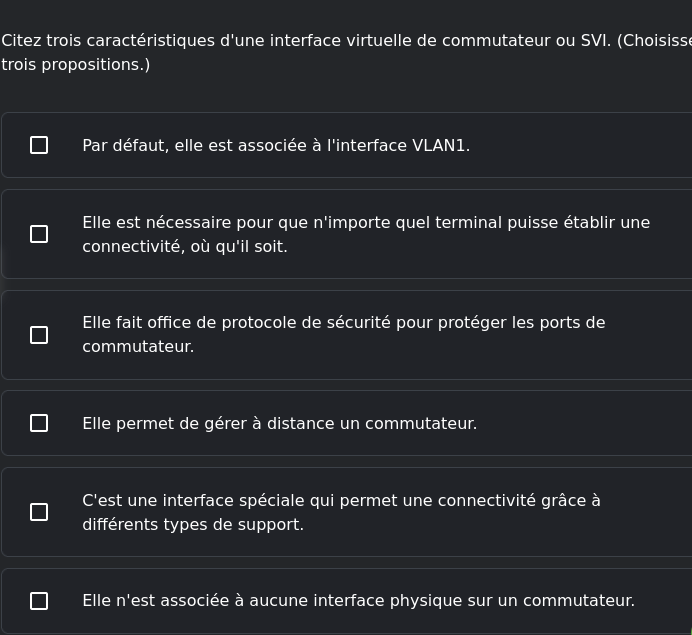 Citez trois caractéristiques d'une interface virtuelle de commutateur ou SVI. (Choisisse
trois propositions.)
Par défaut, elle est associée à l'interface VLAN1.
Elle est nécessaire pour que n'importe quel terminal puisse établir une
connectivité, où qu'il soit.
Elle fait office de protocole de sécurité pour protéger les ports de
commutateur.
Elle permet de gérer à distance un commutateur.
C'est une interface spéciale qui permet une connectivité grâce à
différents types de support.
Elle n'est associée à aucune interface physique sur un commutateur.